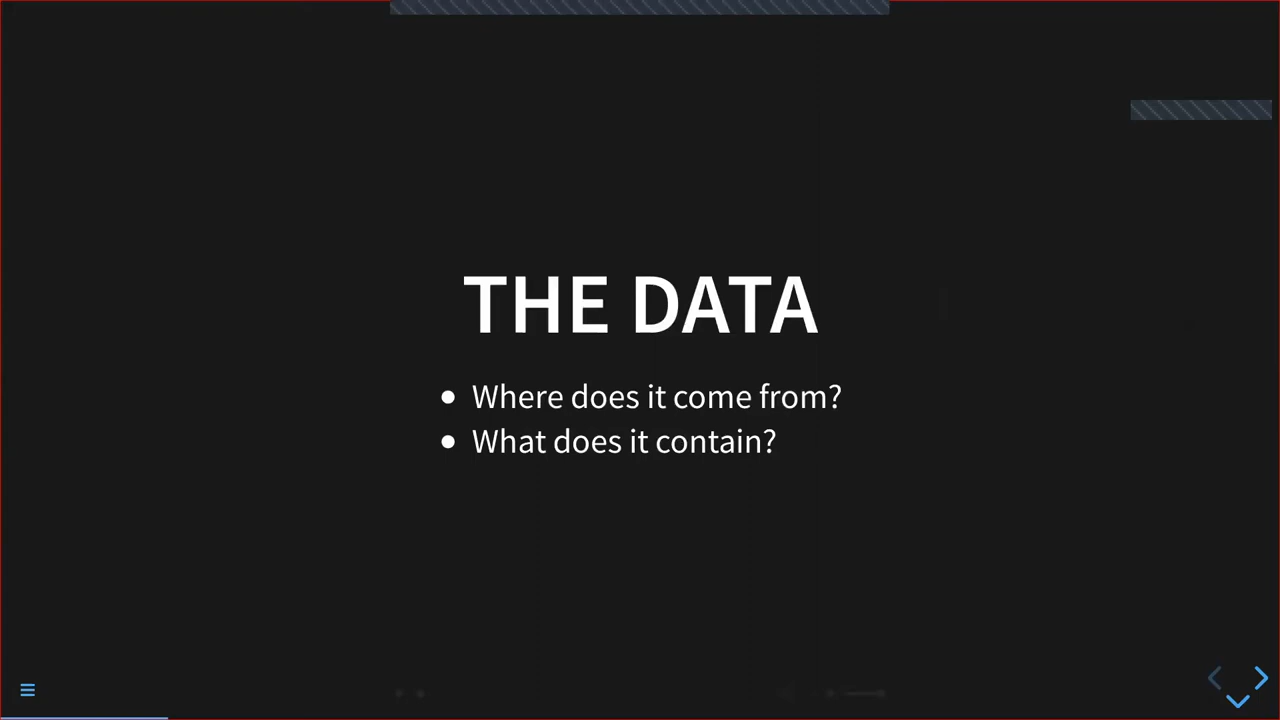 THE DATA
Where does it come from?
What does it contain?